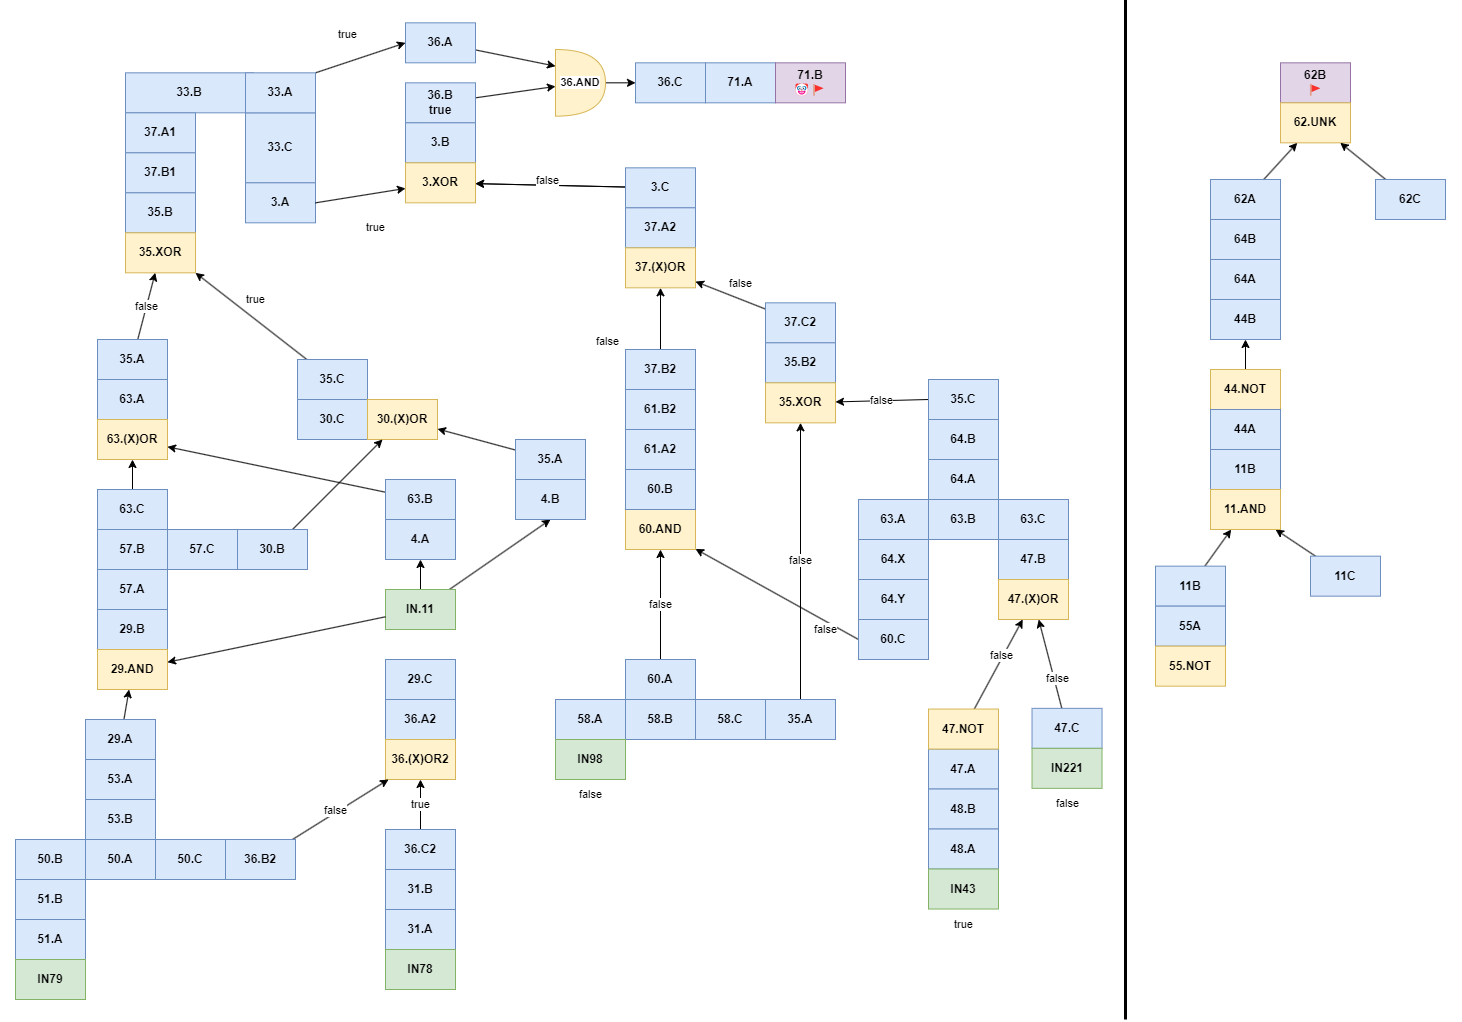 true
36.A
36.AND
36.C
71.A
71.B
🤡🚩
33.B
33.A
36.B
true
3.B
3.XOR
37.A1
37.B1
35.B
35.XOR
33.C
3.A
true
false
3.C
37.A2
37.(X)OR
false
37.C2
35.B2
35.XOR
false
false
true
35.A
63.A
63.(X)OR
35.C
30.C
30.(X)OR
false
37.B2
61.B2
61.A2
60.B
60.AND
35.C
64.B
64.A
63.A
63.B
63.C
64.X
47.B
64.Y
47.(X)OR
60.C
35.A
4.B
63.B
4.A
IN.11
63.C
57.B
57.C
30.B
57.A
29.B
29.AND
false
false
false
false
false
29.C
36.A2
36.(X)OR2
60.A
58.A
58.B
58.C
35.A
IN98
false
29.A
53.A
53.B
50.B
50.A
50.C
36.B2
51.B
51.A
IN79
false
true
36.C2
31.B
31.A
IN78
47.NOT
47.A
48.B
48.A
IN43
true
47.C
IN221
false
62B
🚩
62.UNK
62A
64B
64A
44B
62C
44.NOT
44A
11B
11.AND
11B
55A
55.NOT
11C